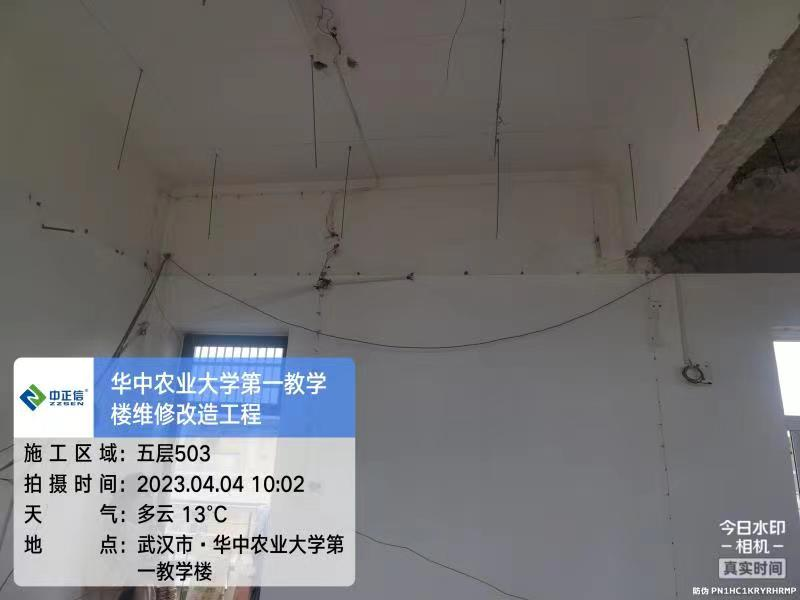 中正信®
ZZSEN
华中农业大学第一教学
楼维修改造工程
施工区域：五层503
拍摄时间：2023.04.04 10:02
天气：多云 13℃
地点：武汉市·华中农业大学第
一教学楼
今日水印
-相机-
真实时间
防伪 PN1HC1KRYRHRMP